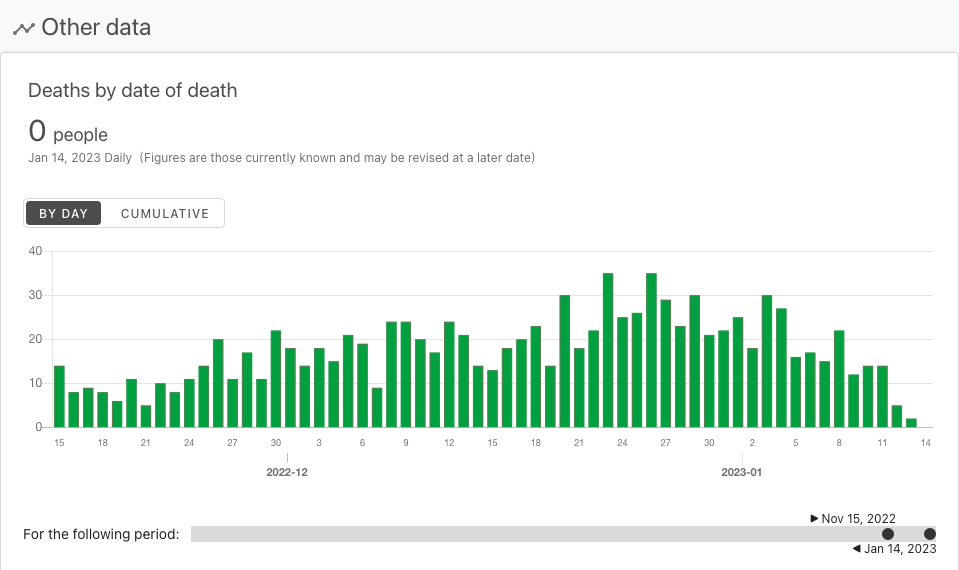 Other data
Deaths by date of death
0 people
Jan 14, 2023 Daily (Figures are those currently known and may be revised at a later date)
BY DAY CUMULATIVE
40
30
20
10
0
15 18 21 24 27 30 3 6 9 12 15 18 21 24 27 30 2 5 8 11 14
2022-12 2023-01
▶ Nov 15, 2022
For the following period:
◀ Jan 14, 2023